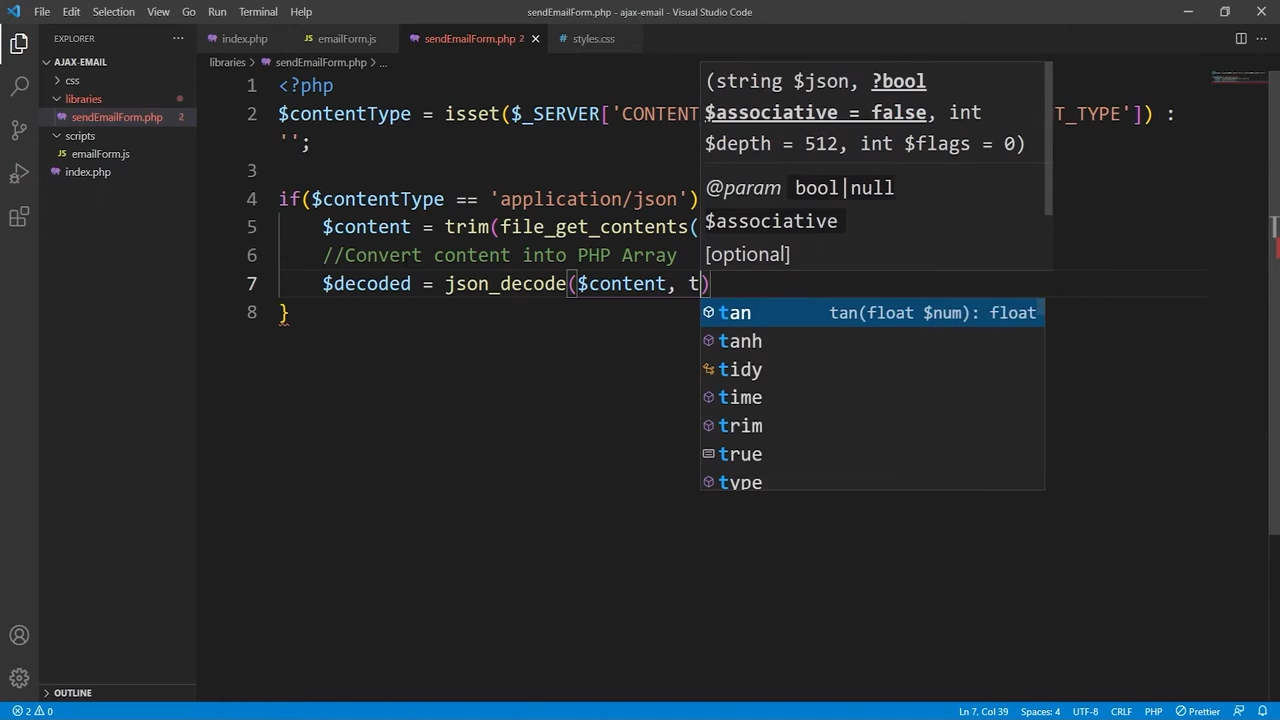 File Edit Selection View Go Run Terminal Help
sendEmailForm.php - ajax-email - Visual Studio Code
EXPLORER
index.php
emailForm.js
sendEmailForm.php 2
styles.css
AJAX-EMAIL
css
libraries
sendEmailForm.php 2
scripts
emailForm.js
index.php
OUTLINE
libraries > sendEmailForm.php > ...
1 <?php
2 $contentType = isset($_SERVER['CONTENT T_TYPE']) :
'';
3
4 if($contentType == 'application/json')
5 $content = trim(file_get_contents(
6 //Convert content into PHP Array
7 $decoded = json_decode($content, t)
8 }
(string $json, ?bool
$associative = false, int
$depth = 512, int $flags = 0)
@param bool|null
$associative
[optional]
tan tan(float $num): float
tanh
tidy
time
trim
true
type
2 0
Ln 7, Col 39 Spaces: 4 UTF-8 CRLF PHP Prettier